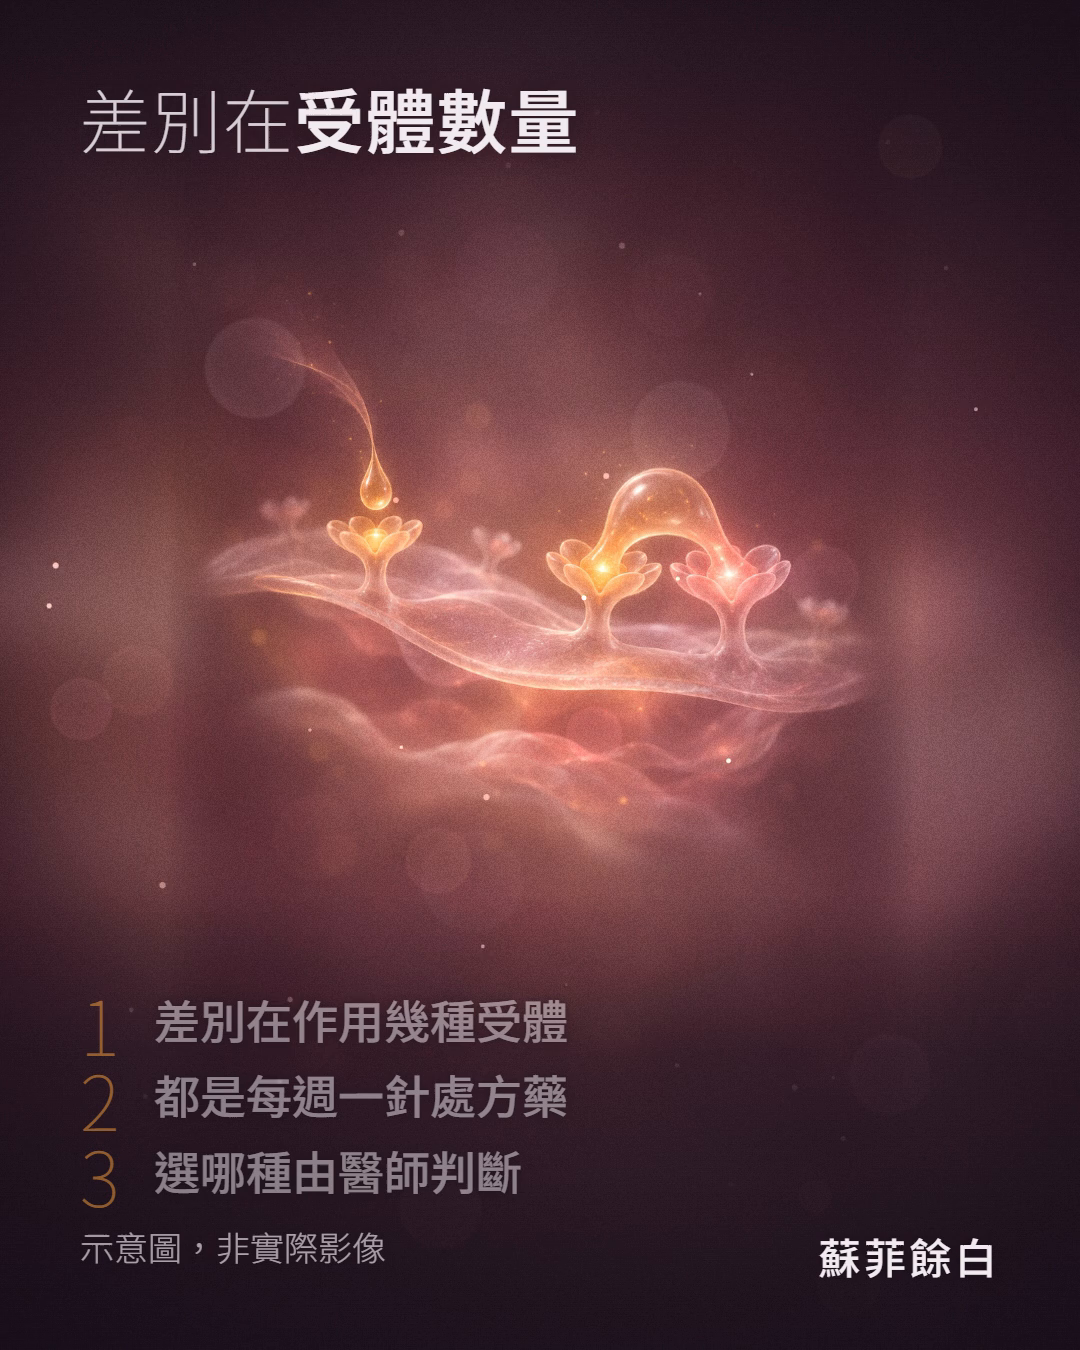 差別在受體數量
1 差別在作用幾種受體
2 都是每週一針處方藥
3 選哪種由醫師判斷
示意圖，非實際影像
蘇菲餘白